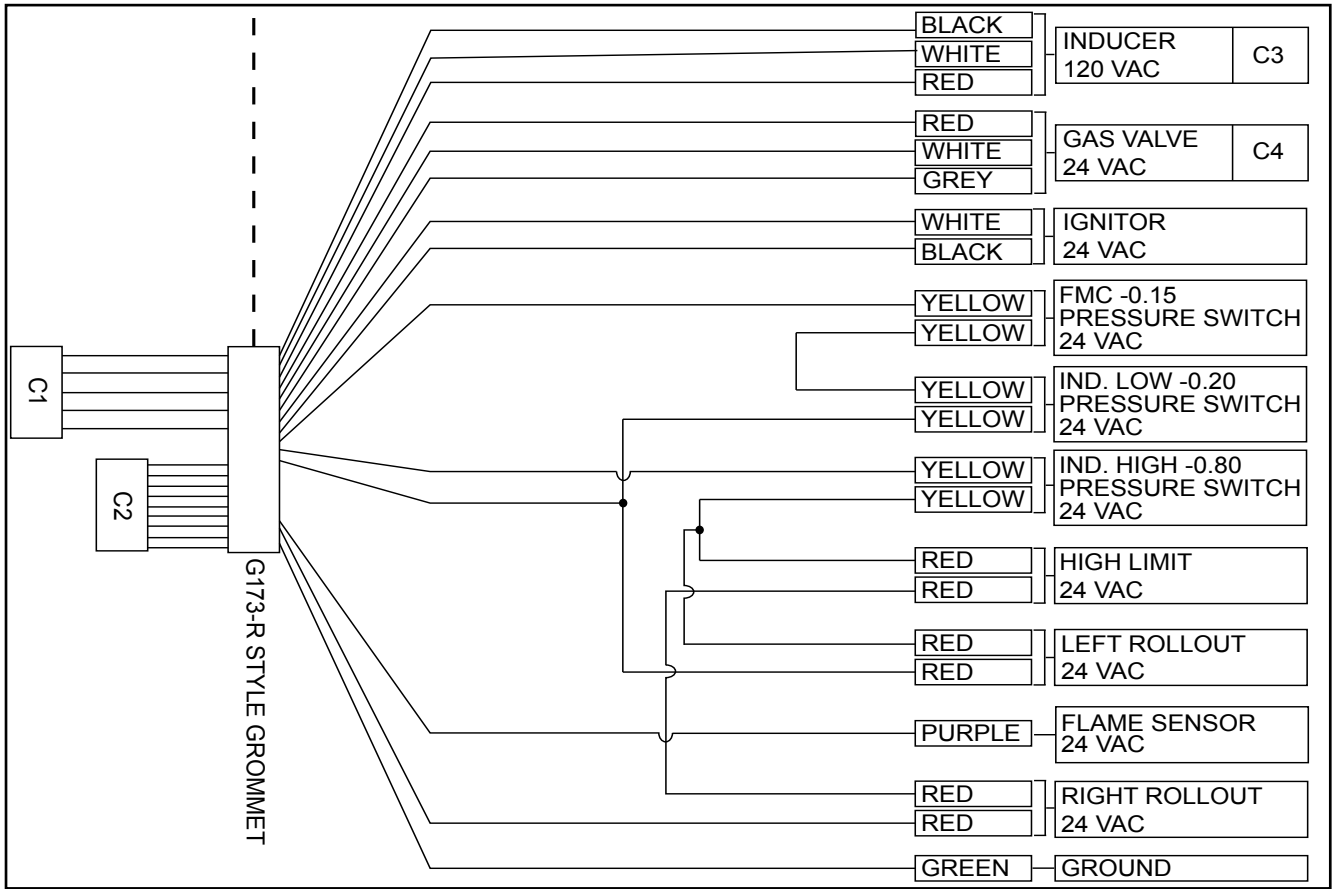 BLACK
WHITE
RED
INDUCER
120 VAC
C3
RED
WHITE
GREY
GAS VALVE
24 VAC
C4
WHITE
BLACK
IGNITOR
24 VAC
YELLOW
YELLOW
FMC -0.15
PRESSURE SWITCH
24 VAC
YELLOW
YELLOW
IND. LOW -0.20
PRESSURE SWITCH
24 VAC
YELLOW
YELLOW
IND. HIGH -0.80
PRESSURE SWITCH
24 VAC
RED
RED
HIGH LIMIT
24 VAC
RED
RED
LEFT ROLLOUT
24 VAC
PURPLE
FLAME SENSOR
24 VAC
RED
RED
RIGHT ROLLOUT
24 VAC
GREEN
GROUND
C1
C2
G173-R STYLE GROMMET